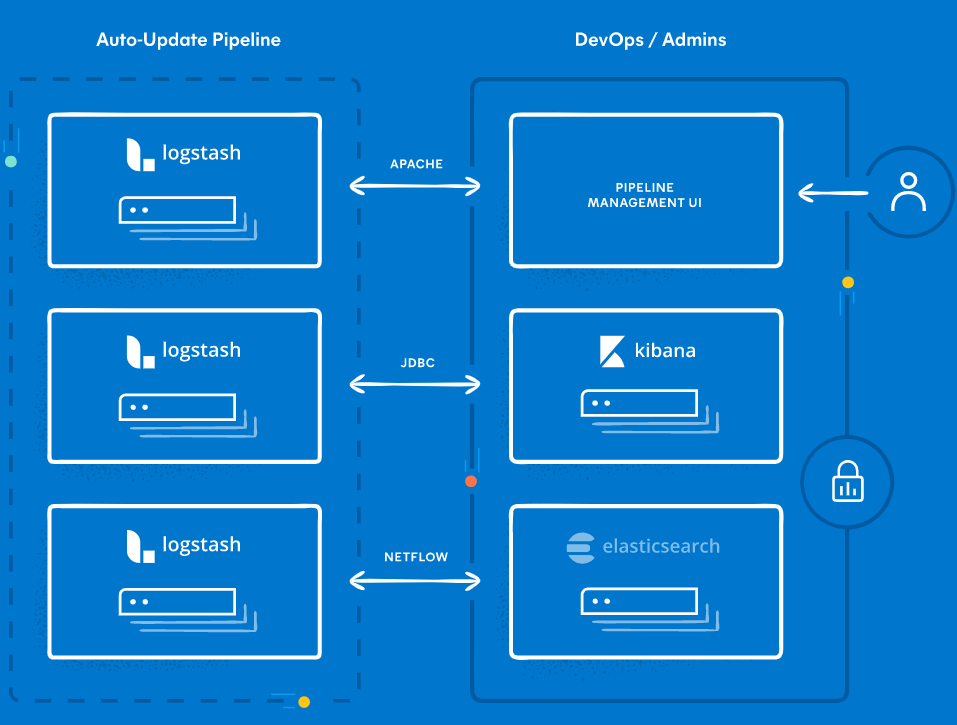 Auto-Update Pipeline
DevOps / Admins
logstash
APACHE
PIPELINE
MANAGEMENT UI
logstash
JDBC
kibana
logstash
NETFLOW
elasticsearch